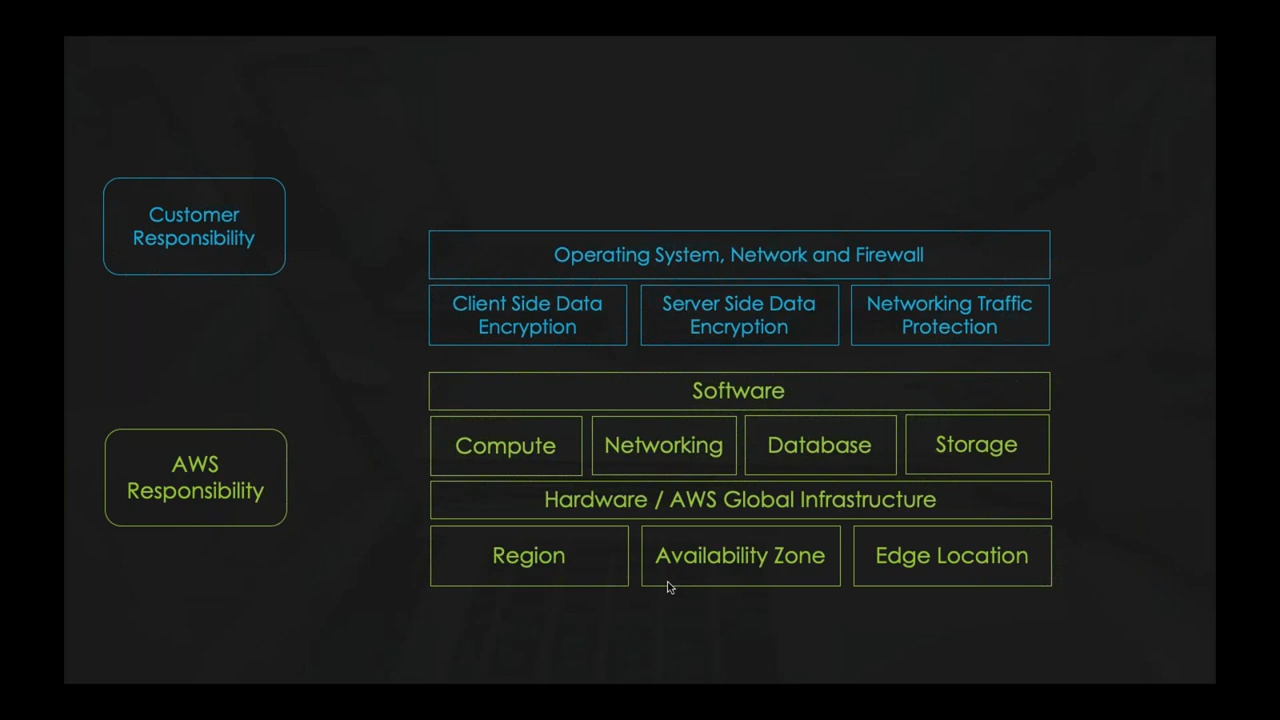 Customer
Responsibility
Operating System, Network and Firewall
Client Side Data
Encryption
Server Side Data
Encryption
Networking Traffic
Protection
Software
AWS
Responsibility
Compute
Networking
Database
Storage
Hardware / AWS Global Infrastructure
Region
Availability Zone
Edge Location